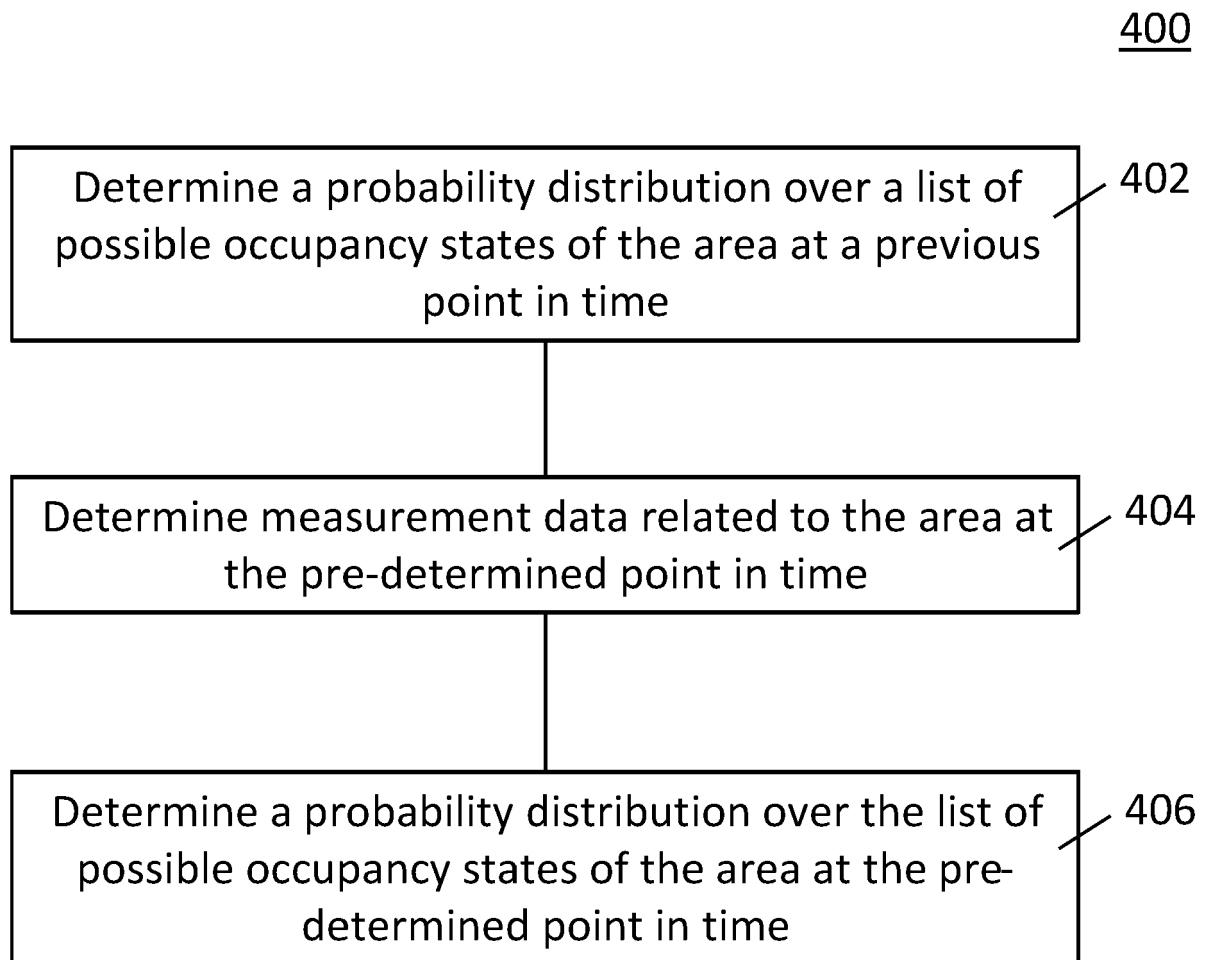 400
Determine a probability distribution over a list of
possible occupancy states of the area at a previous
point in time
402
Determine measurement data related to the area at
the pre-determined point in time
404
Determine a probability distribution over the list of
possible occupancy states of the area at the pre-
determined point in time
406